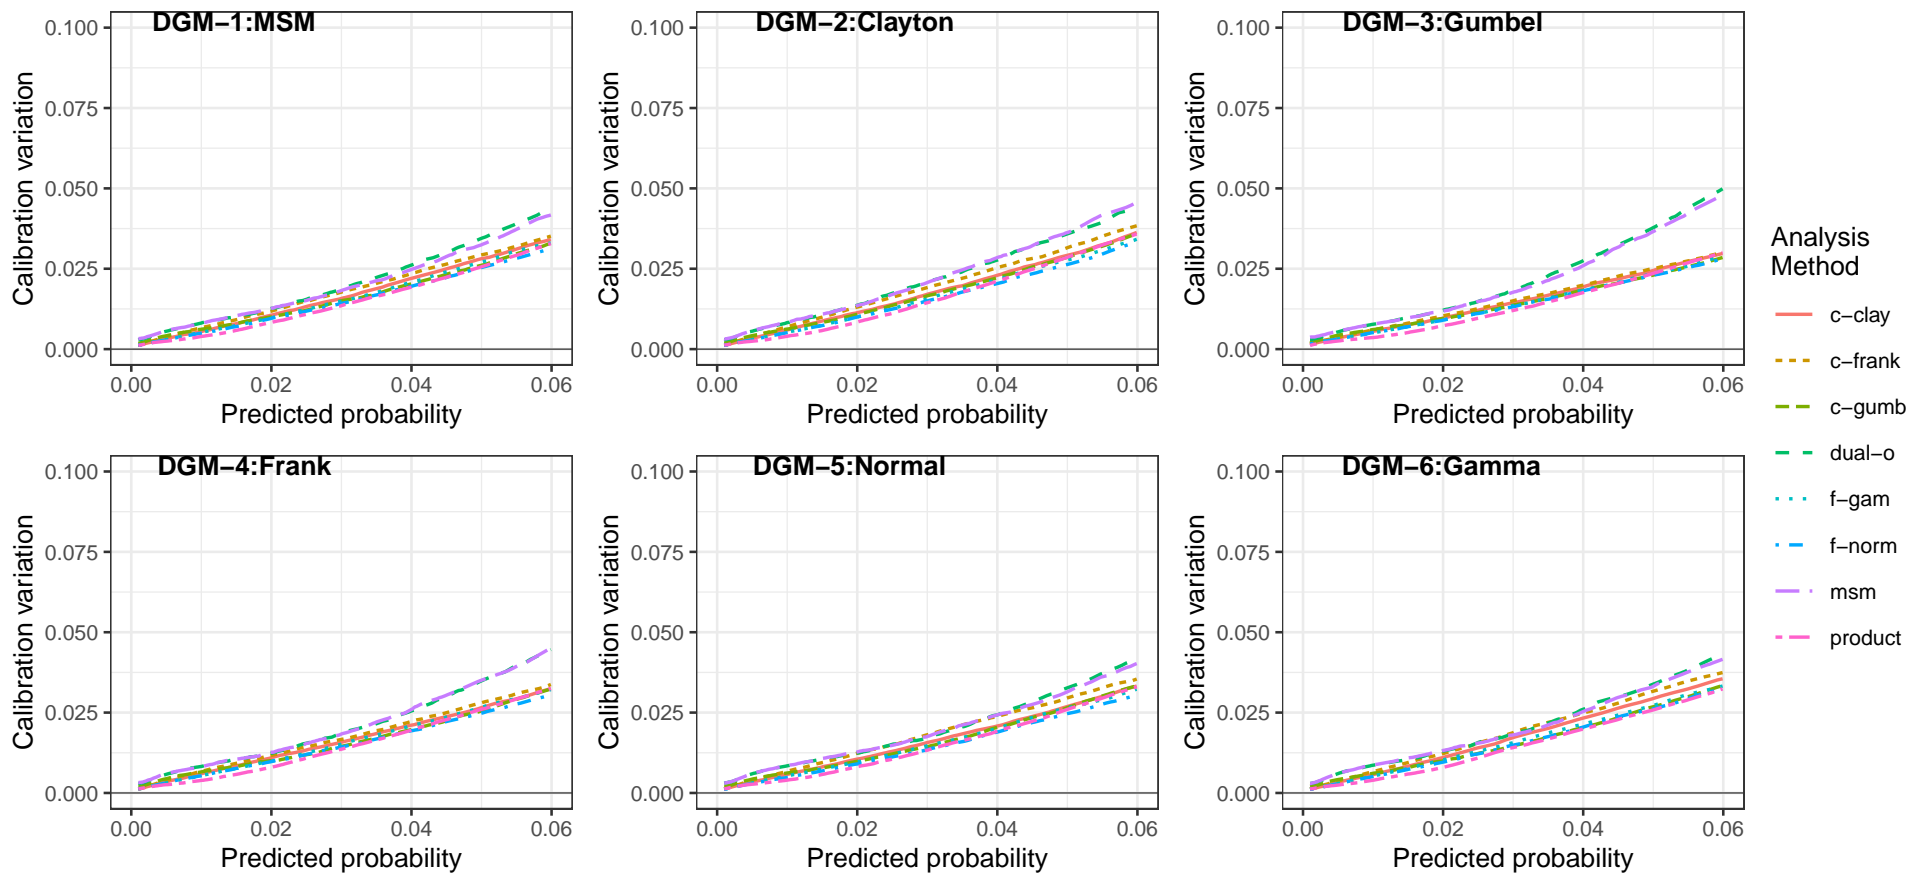 DGM−1:MSM
0.100
0.075
0.050
0.025
0.000
Calibration variation
0.00
0.02
0.04
0.06
Predicted probability
DGM−2:Clayton
0.100
0.075
0.050
0.025
0.000
Calibration variation
0.00
0.02
0.04
0.06
Predicted probability
DGM−3:Gumbel
0.100
0.075
0.050
0.025
0.000
Calibration variation
0.00
0.02
0.04
0.06
Predicted probability
DGM−4:Frank
0.100
0.075
0.050
0.025
0.000
Calibration variation
0.00
0.02
0.04
0.06
Predicted probability
DGM−5:Normal
0.100
0.075
0.050
0.025
0.000
Calibration variation
0.00
0.02
0.04
0.06
Predicted probability
DGM−6:Gamma
0.100
0.075
0.050
0.025
0.000
Calibration variation
0.00
0.02
0.04
0.06
Predicted probability
Analysis
Method
c−clay
c−frank
c−gumb
dual−o
f−gam
f−norm
msm
product